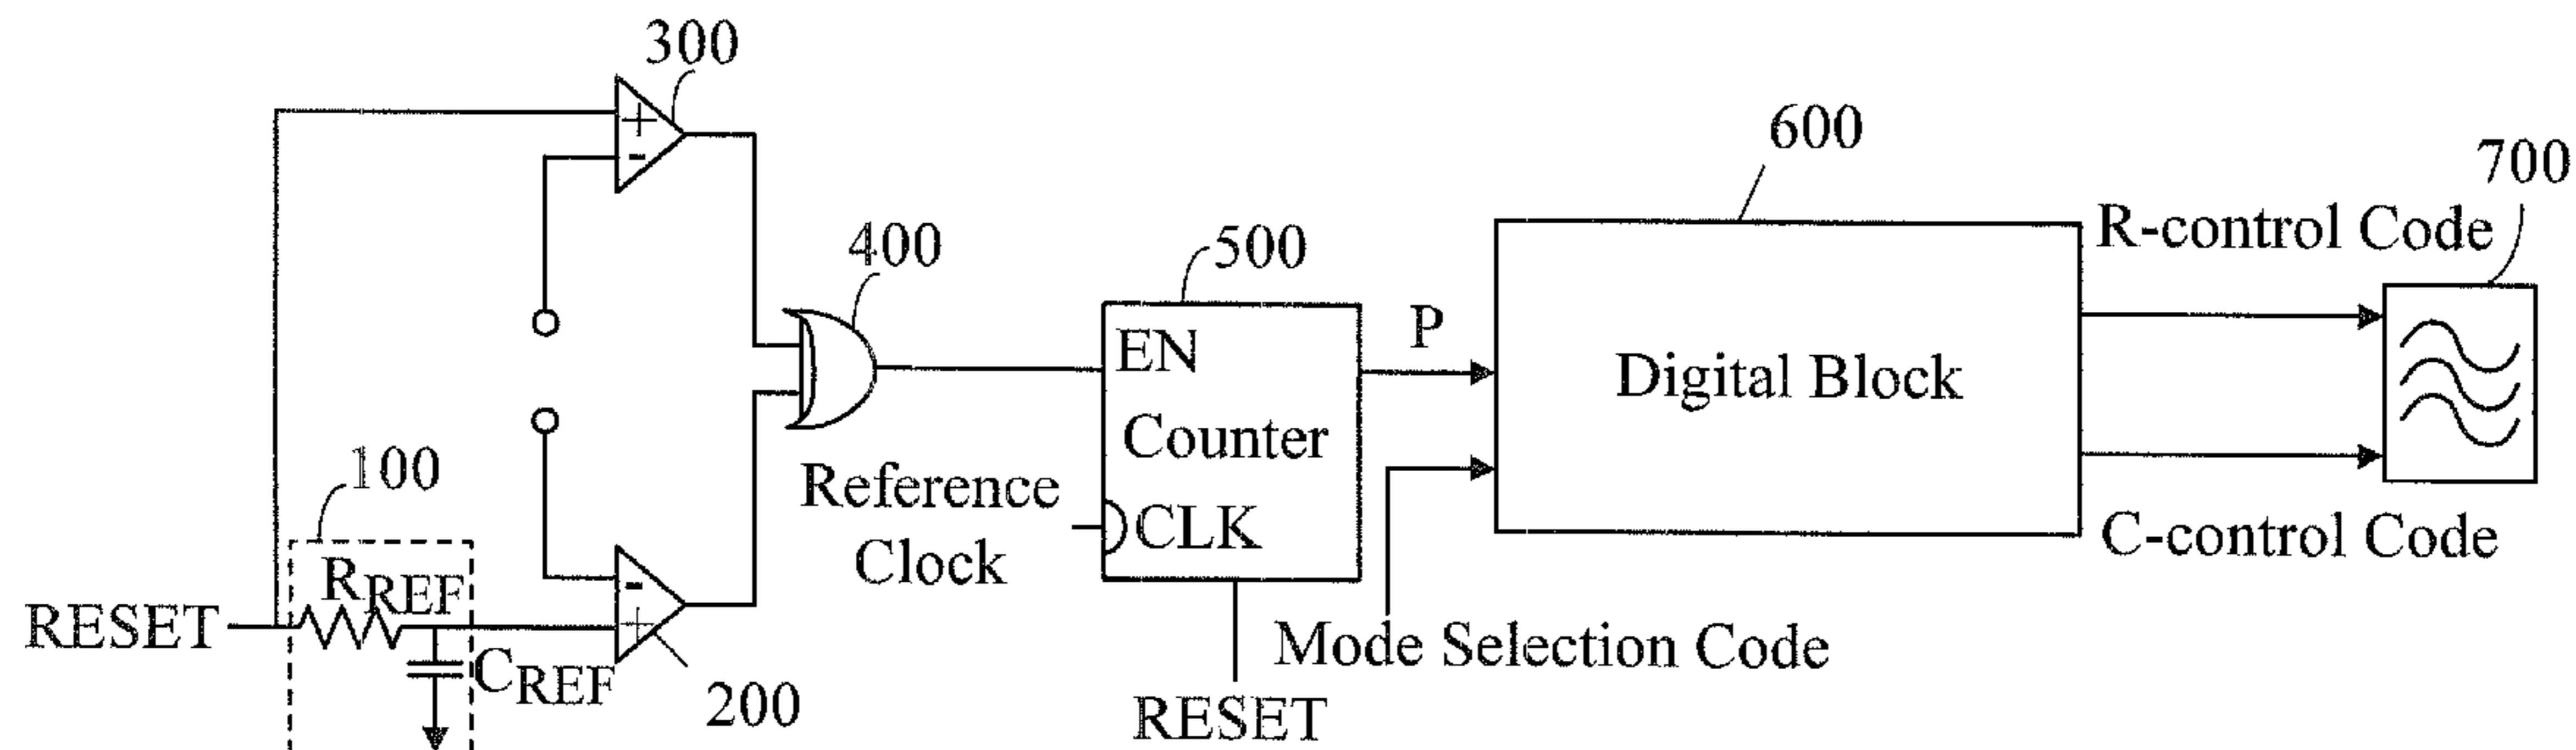 300
+
-
600
700
R-control Code
400
500
P
EN
Counter
Digital Block
100
Reference
Clock
CLK
C-control Code
RREF
-
+
RESET
CREF
200
Mode Selection Code
RESET